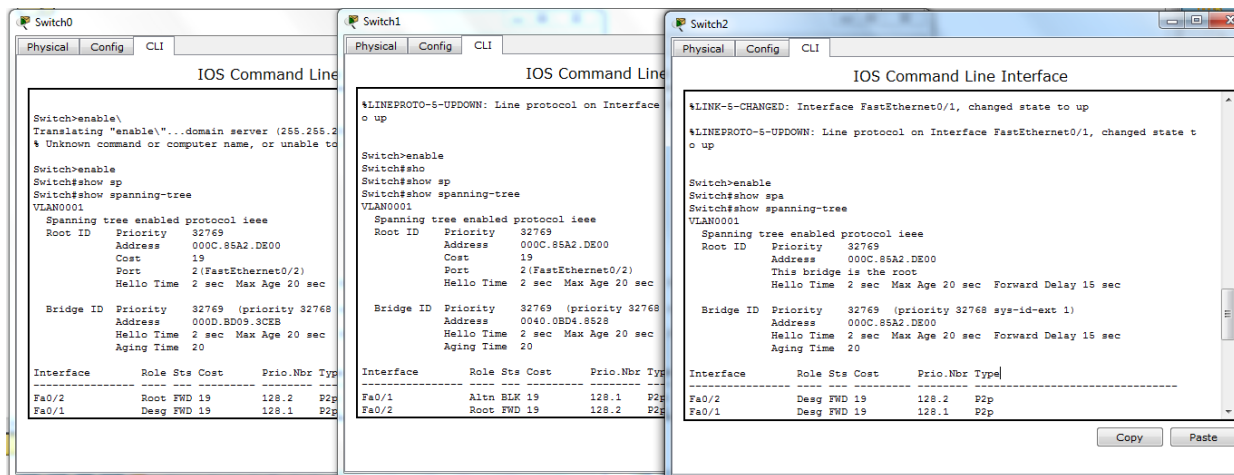 Switch0
Physical Config CLI
IOS Command Line
Switch>enable\
Translating "enable\"...domain server (255.255.2
% Unknown command or computer name, or unable to
Switch>enable
Switch#show sp
Switch#show spanning-tree
VLAN0001
Spanning tree enabled protocol ieee
Root ID Priority 32769
Address 000C.85A2.DE00
Cost 19
Port 2(FastEthernet0/2)
Hello Time 2 sec Max Age 20 sec
Bridge ID Priority 32769 (priority 32768
Address 000D.BD09.3CEB
Hello Time 2 sec Max Age 20 sec
Aging Time 20
Interface Role Sts Cost Prio.Nbr Typ
---------------- ---- --- --------- -------- ---
Fa0/2 Root FWD 19 128.2 P2p
Fa0/1 Desg FWD 19 128.1 P2p
Switch1
Physical Config CLI
IOS Command Line
%LINEPROTO-5-UPDOWN: Line protocol on Interface
o up
Switch>enable
Switch#sho
Switch#show sp
Switch#show spanning-tree
VLAN0001
Spanning tree enabled protocol ieee
Root ID Priority 32769
Address 000C.85A2.DE00
Cost 19
Port 2(FastEthernet0/2)
Hello Time 2 sec Max Age 20 sec
Bridge ID Priority 32769 (priority 32768
Address 0040.0BD4.8528
Hello Time 2 sec Max Age 20 sec
Aging Time 20
Interface Role Sts Cost Prio.Nbr Typ
---------------- ---- --- --------- -------- ---
Fa0/1 Altn BLK 19 128.1 P2p
Fa0/2 Root FWD 19 128.2 P2p
Switch2
Physical Config CLI
IOS Command Line Interface
%LINK-5-CHANGED: Interface FastEthernet0/1, changed state to up
%LINEPROTO-5-UPDOWN: Line protocol on Interface FastEthernet0/1, changed state t
o up
Switch>enable
Switch#show spa
Switch#show spanning-tree
VLAN0001
Spanning tree enabled protocol ieee
Root ID Priority 32769
Address 000C.85A2.DE00
This bridge is the root
Hello Time 2 sec Max Age 20 sec Forward Delay 15 sec
Bridge ID Priority 32769 (priority 32768 sys-id-ext 1)
Address 000C.85A2.DE00
Hello Time 2 sec Max Age 20 sec Forward Delay 15 sec
Aging Time 20
Interface Role Sts Cost Prio.Nbr Type
---------------- ---- --- --------- -------- --------------------------------
Fa0/2 Desg FWD 19 128.2 P2p
Fa0/1 Desg FWD 19 128.1 P2p
Copy Paste